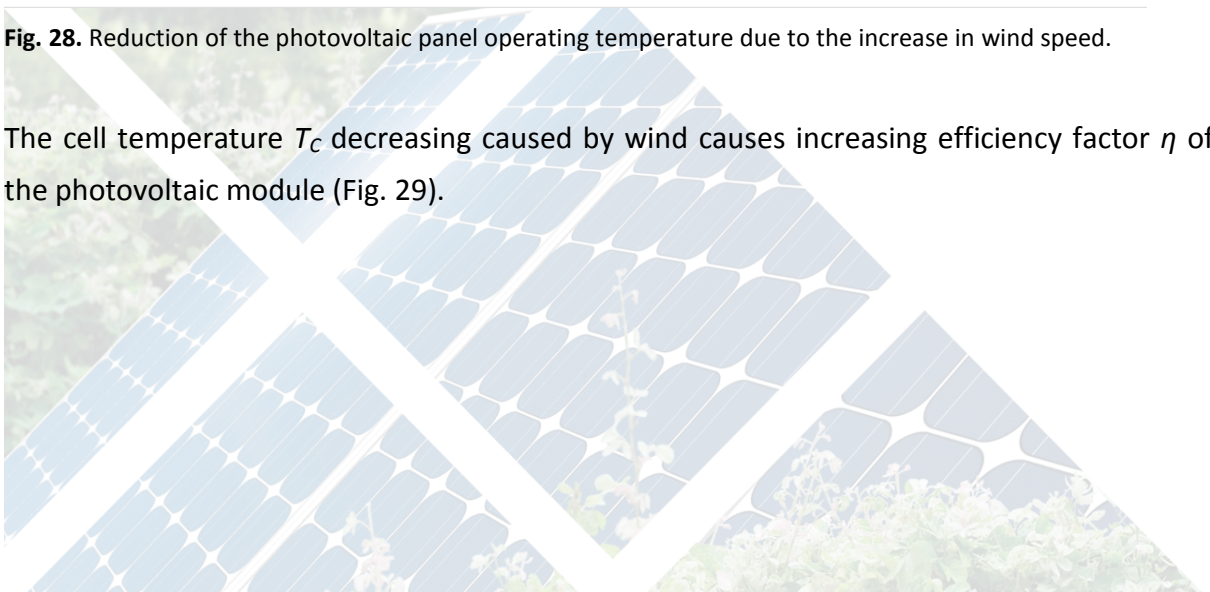 Fig. 28. Reduction of the photovoltaic panel operating temperature due to the increase in wind speed.
The cell temperature TC decreasing caused by wind causes increasing efficiency factor η of
the photovoltaic module (Fig. 29).